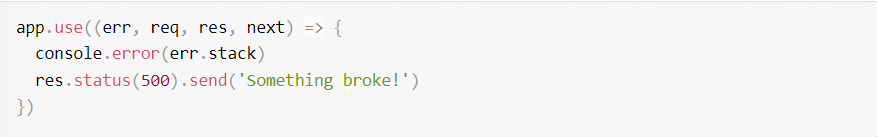 app.use((err, req, res, next) => {
  console.error(err.stack)
  res.status(500).send('Something broke!')
})